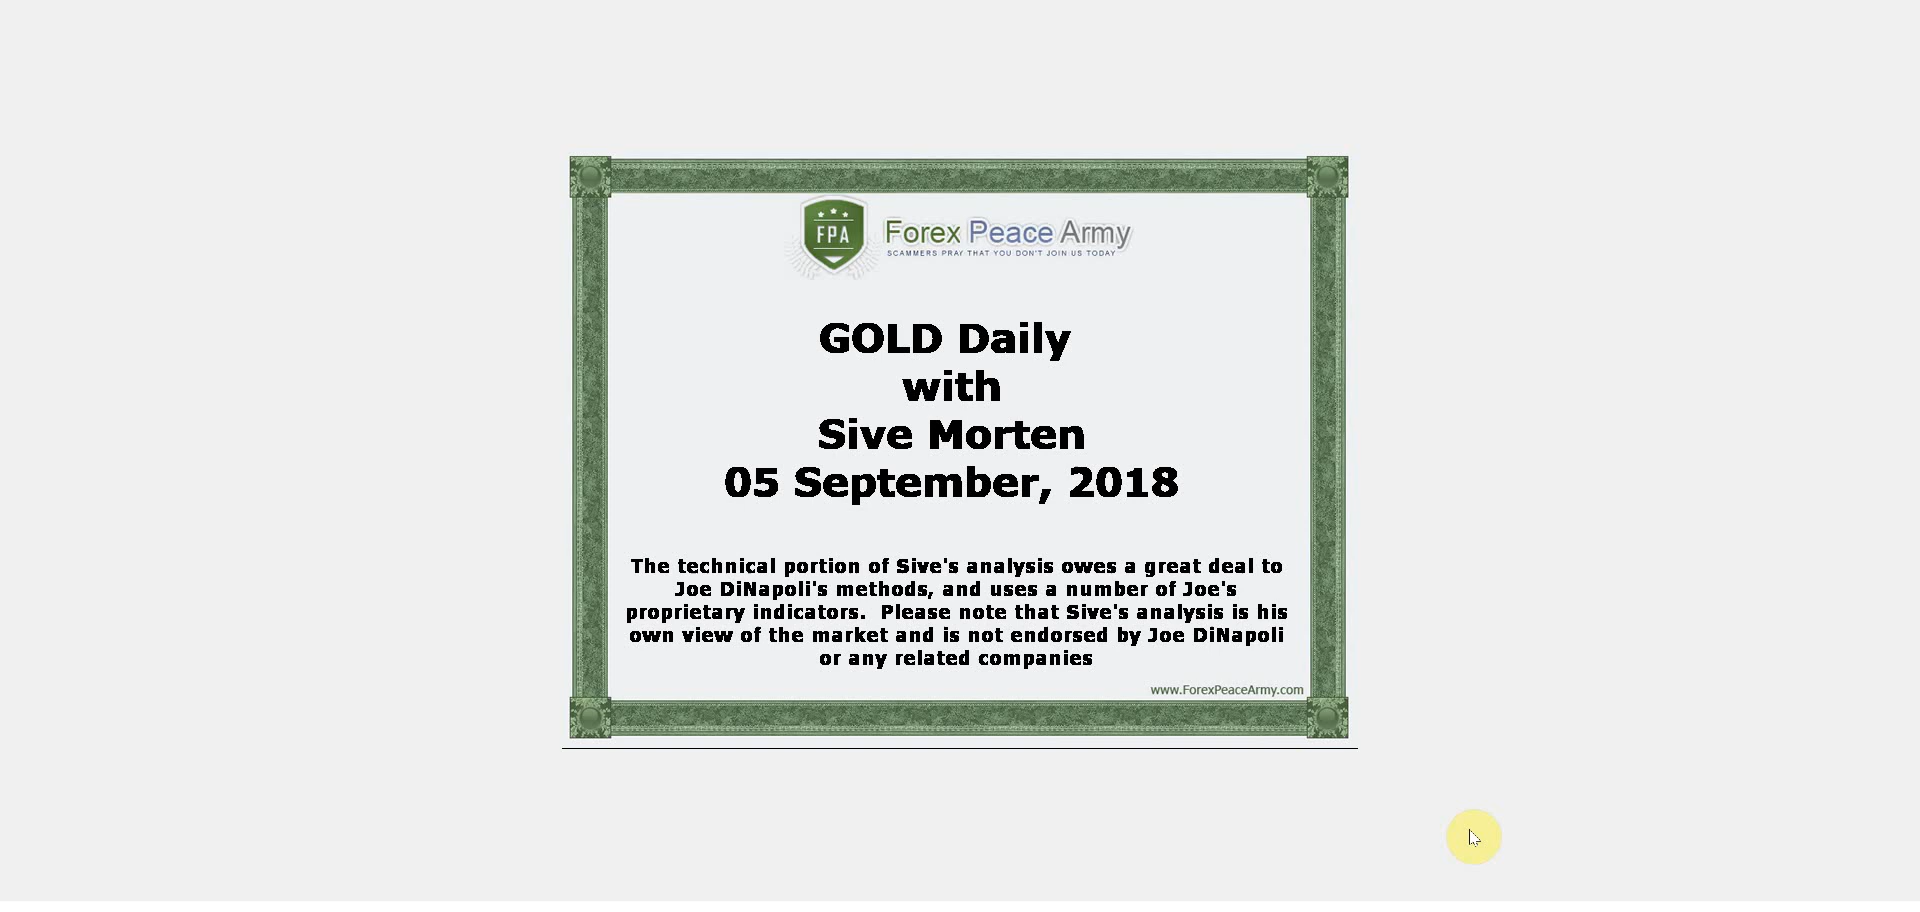 FPA
Forex Peace Army
SCAMMERS PRAY THAT YOU DON'T JOIN US TODAY
GOLD Daily
with
Sive Morten
05 September, 2018
The technical portion of Sive's analysis owes a great deal to
Joe DiNapoli's methods, and uses a number of Joe's
proprietary indicators.  Please note that Sive's analysis is his
own view of the market and is not endorsed by Joe DiNapoli
or any related companies
www.ForexPeaceArmy.com